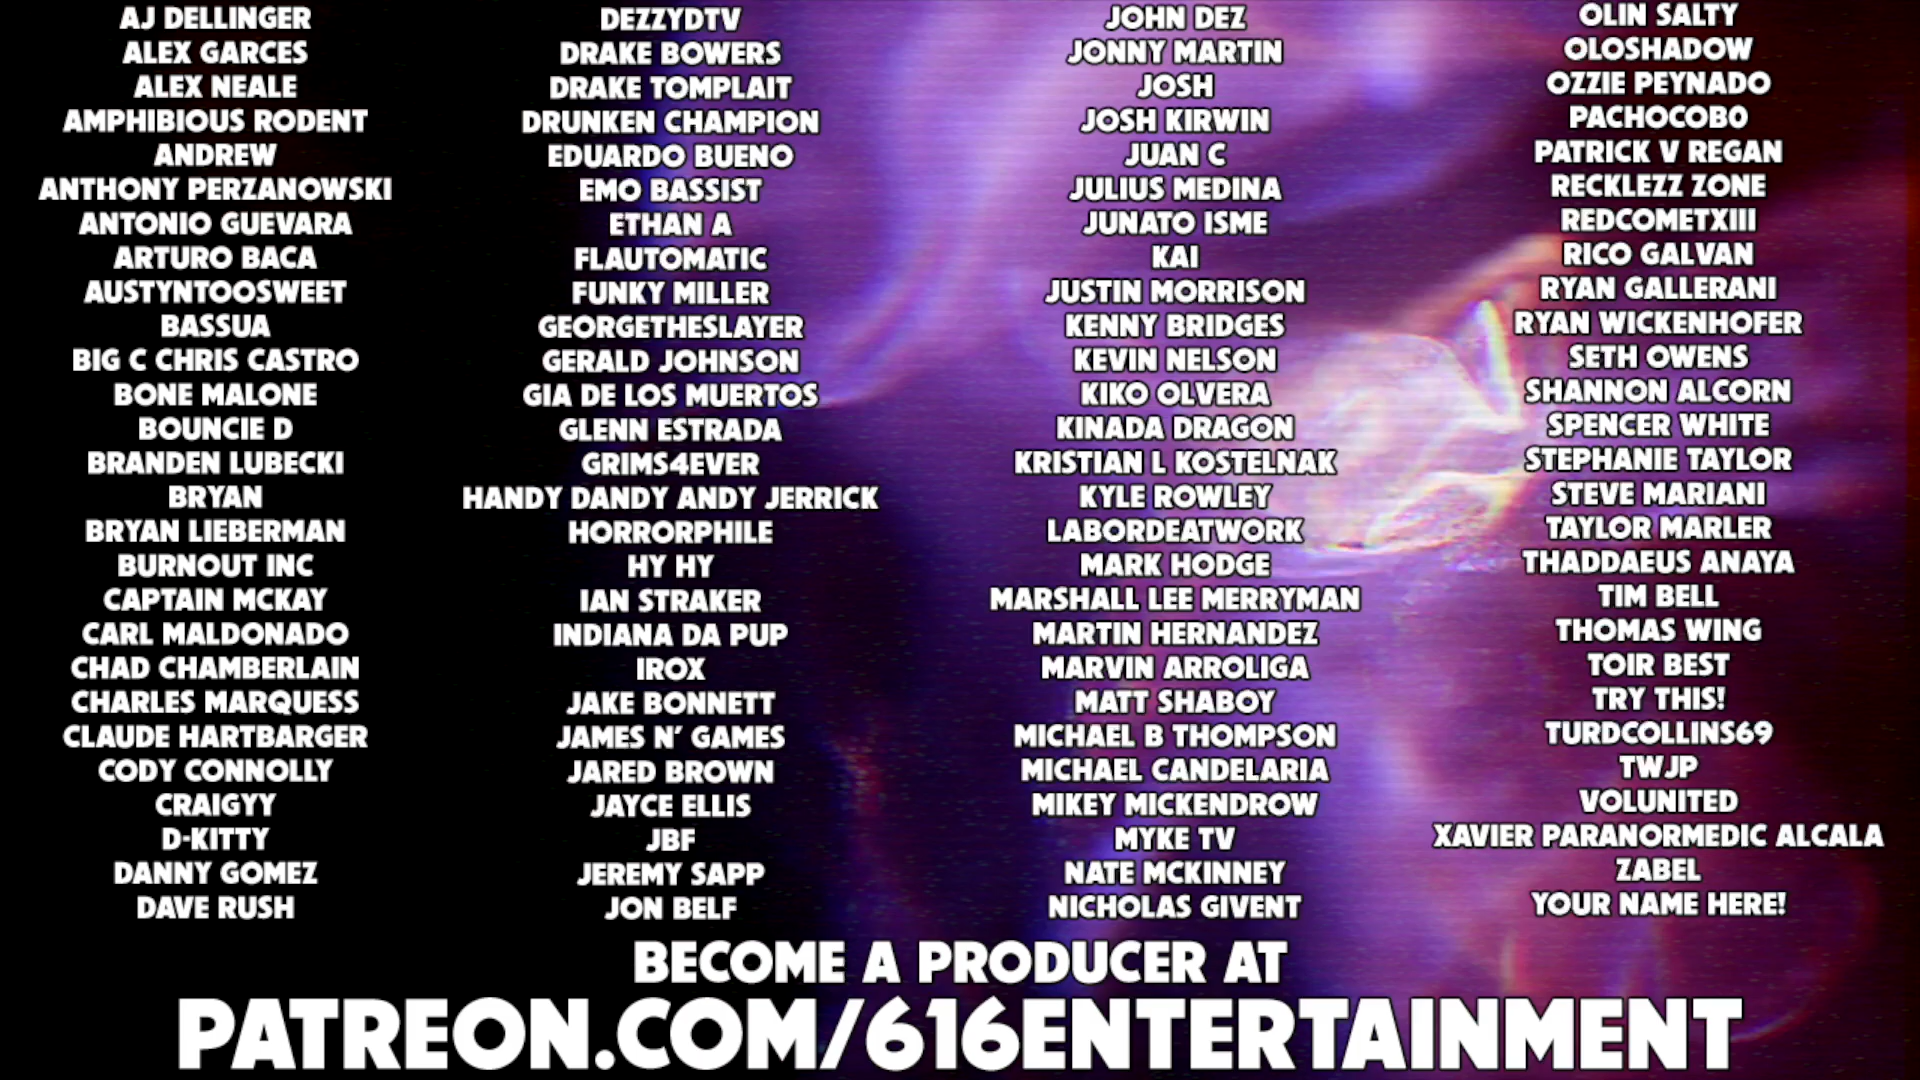 AJ DELLINGER
ALEX GARCES
ALEX NEALE
AMPHIBIOUS RODENT
ANDREW
ANTHONY PERZANOWSKI
ANTONIO GUEVARA
ARTURO BACA
AUSTYNTOOSWEET
BASSUA
BIG C CHRIS CASTRO
BONE MALONE
BOUNCIE D
BRANDEN LUBECKI
BRYAN
BRYAN LIEBERMAN
BURNOUT INC
CAPTAIN MCKAY
CARL MALDONADO
CHAD CHAMBERLAIN
CHARLES MARQUESS
CLAUDE HARTBARGER
CODY CONNOLLY
CRAIGYY
D-KITTY
DANNY GOMEZ
DAVE RUSH
DEZZYDTV
DRAKE BOWERS
DRAKE TOMPLAIT
DRUNKEN CHAMPION
EDUARDO BUENO
EMO BASSIST
ETHAN A
FLAUTOMATIC
FUNKY MILLER
GEORGETHESLAYER
GERALD JOHNSON
GIA DE LOS MUERTOS
GLENN ESTRADA
GRIMS4EVER
HANDY DANDY ANDY JERRICK
HORRORPHILE
HY HY
IAN STRAKER
INDIANA DA PUP
IROX
JAKE BONNETT
JAMES N' GAMES
JARED BROWN
JAYCE ELLIS
JBF
JEREMY SAPP
JON BELF
JOHN DEZ
JONNY MARTIN
JOSH
JOSH KIRWIN
JUAN C
JULIUS MEDINA
JUNATO ISME
KAI
JUSTIN MORRISON
KENNY BRIDGES
KEVIN NELSON
KIKO OLVERA
KINADA DRAGON
KRISTIAN L KOSTELNAK
KYLE ROWLEY
LABORDEATWORK
MARK HODGE
MARSHALL LEE MERRYMAN
MARTIN HERNANDEZ
MARVIN ARROLIGA
MATT SHABOY
MICHAEL B THOMPSON
MICHAEL CANDELARIA
MIKEY MICKENDROW
MYKE TV
NATE MCKINNEY
NICHOLAS GIVENT
OLIN SALTY
OLOSHADOW
OZZIE PEYNADO
PACHOCOB0
PATRICK V REGAN
RECKLEZZ ZONE
REDCOMETXIII
RICO GALVAN
RYAN GALLERANI
RYAN WICKENHOFER
SETH OWENS
SHANNON ALCORN
SPENCER WHITE
STEPHANIE TAYLOR
STEVE MARIANI
TAYLOR MARLER
THADDAEUS ANAYA
TIM BELL
THOMAS WING
TOIR BEST
TRY THIS!
TURDCOLLINS69
TWJP
VOLUNITED
XAVIER PARANORMEDIC ALCALA
ZABEL
YOUR NAME HERE!
BECOME A PRODUCER AT
PATREON.COM/616ENTERTAINMENT